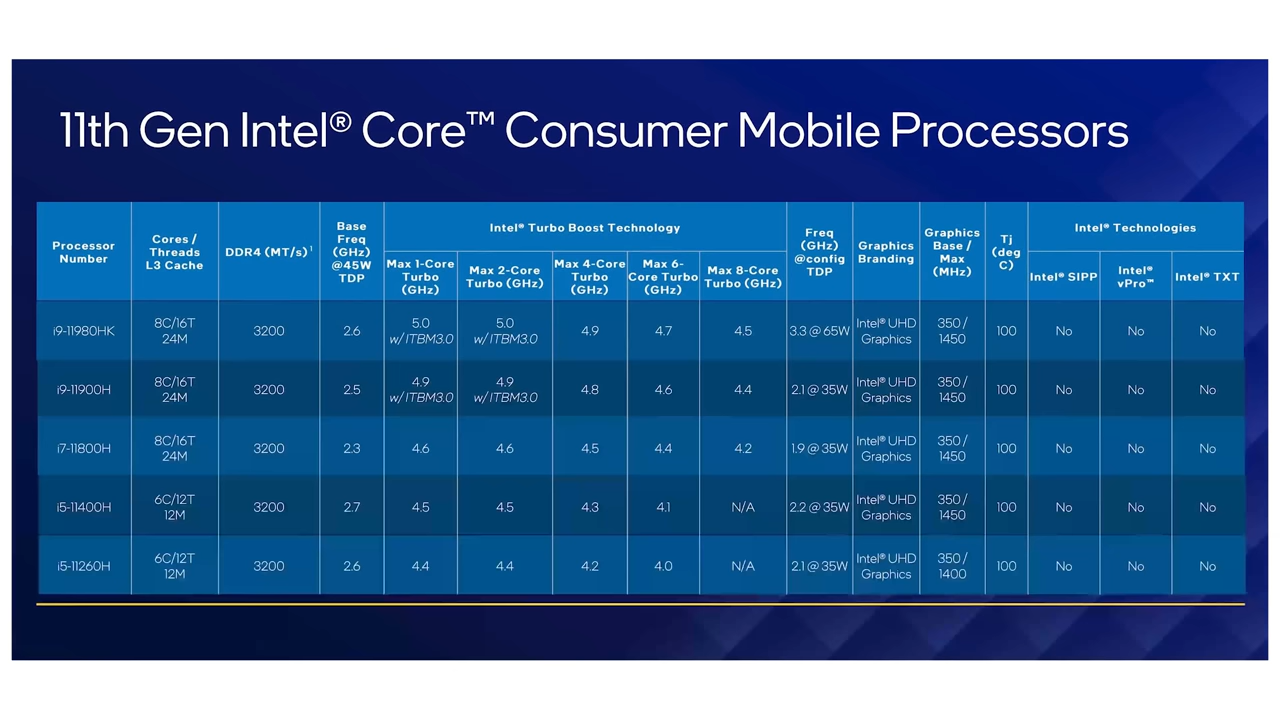 11th Gen Intel® Core™ Consumer Mobile Processors
Processor Number Cores / Threads L3 Cache DDR4 (MT/s)¹ Base Freq (GHz) @45W TDP Intel® Turbo Boost Technology Freq (GHz) @config TDP Graphics Branding Graphics Base / Max (MHz) Tj (deg C) Intel® Technologies
Max 1-Core Turbo (GHz) Max 2-Core Turbo (GHz) Max 4-Core Turbo (GHz) Max 6-Core Turbo (GHz) Max 8-Core Turbo (GHz) Intel® SIPP Intel® vPro™ Intel® TXT
i9-11980HK 8C/16T 24M 3200 2.6 5.0 w/ITBM3.0 5.0 w/ITBM3.0 4.9 4.7 4.5 3.3 @ 65W Intel® UHD Graphics 350 / 1450 100 No No No
i9-11900H 8C/16T 24M 3200 2.5 4.9 w/ITBM3.0 4.9 w/ITBM3.0 4.8 4.6 4.4 2.1 @ 35W Intel® UHD Graphics 350 / 1450 100 No No No
i7-11800H 8C/16T 24M 3200 2.3 4.6 4.6 4.5 4.4 4.2 1.9 @ 35W Intel® UHD Graphics 350 / 1450 100 No No No
i5-11400H 6C/12T 12M 3200 2.7 4.5 4.5 4.3 4.1 N/A 2.2 @ 35W Intel® UHD Graphics 350 / 1450 100 No No No
i5-11260H 6C/12T 12M 3200 2.6 4.4 4.4 4.2 4.0 N/A 2.1 @ 35W Intel® UHD Graphics 350 / 1400 100 No No No